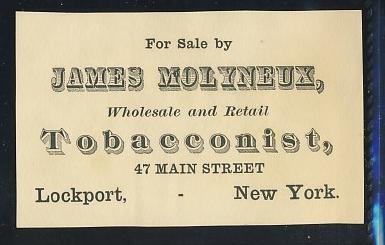 For Sale by
JAMES MOLYNEUX,
Wholesale and Retail
Tobacconist,
47 MAIN STREET
Lockport, - New York.